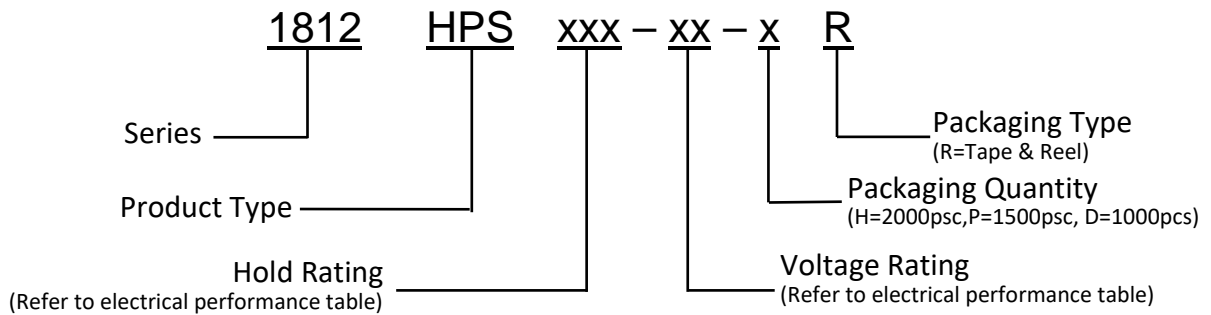 1812 HPS xxx – xx – x R
Series
Packaging Type
(R=Tape & Reel)
Product Type
Packaging Quantity
(H=2000psc,P=1500psc, D=1000pcs)
Hold Rating
(Refer to electrical performance table)
Voltage Rating
(Refer to electrical performance table)